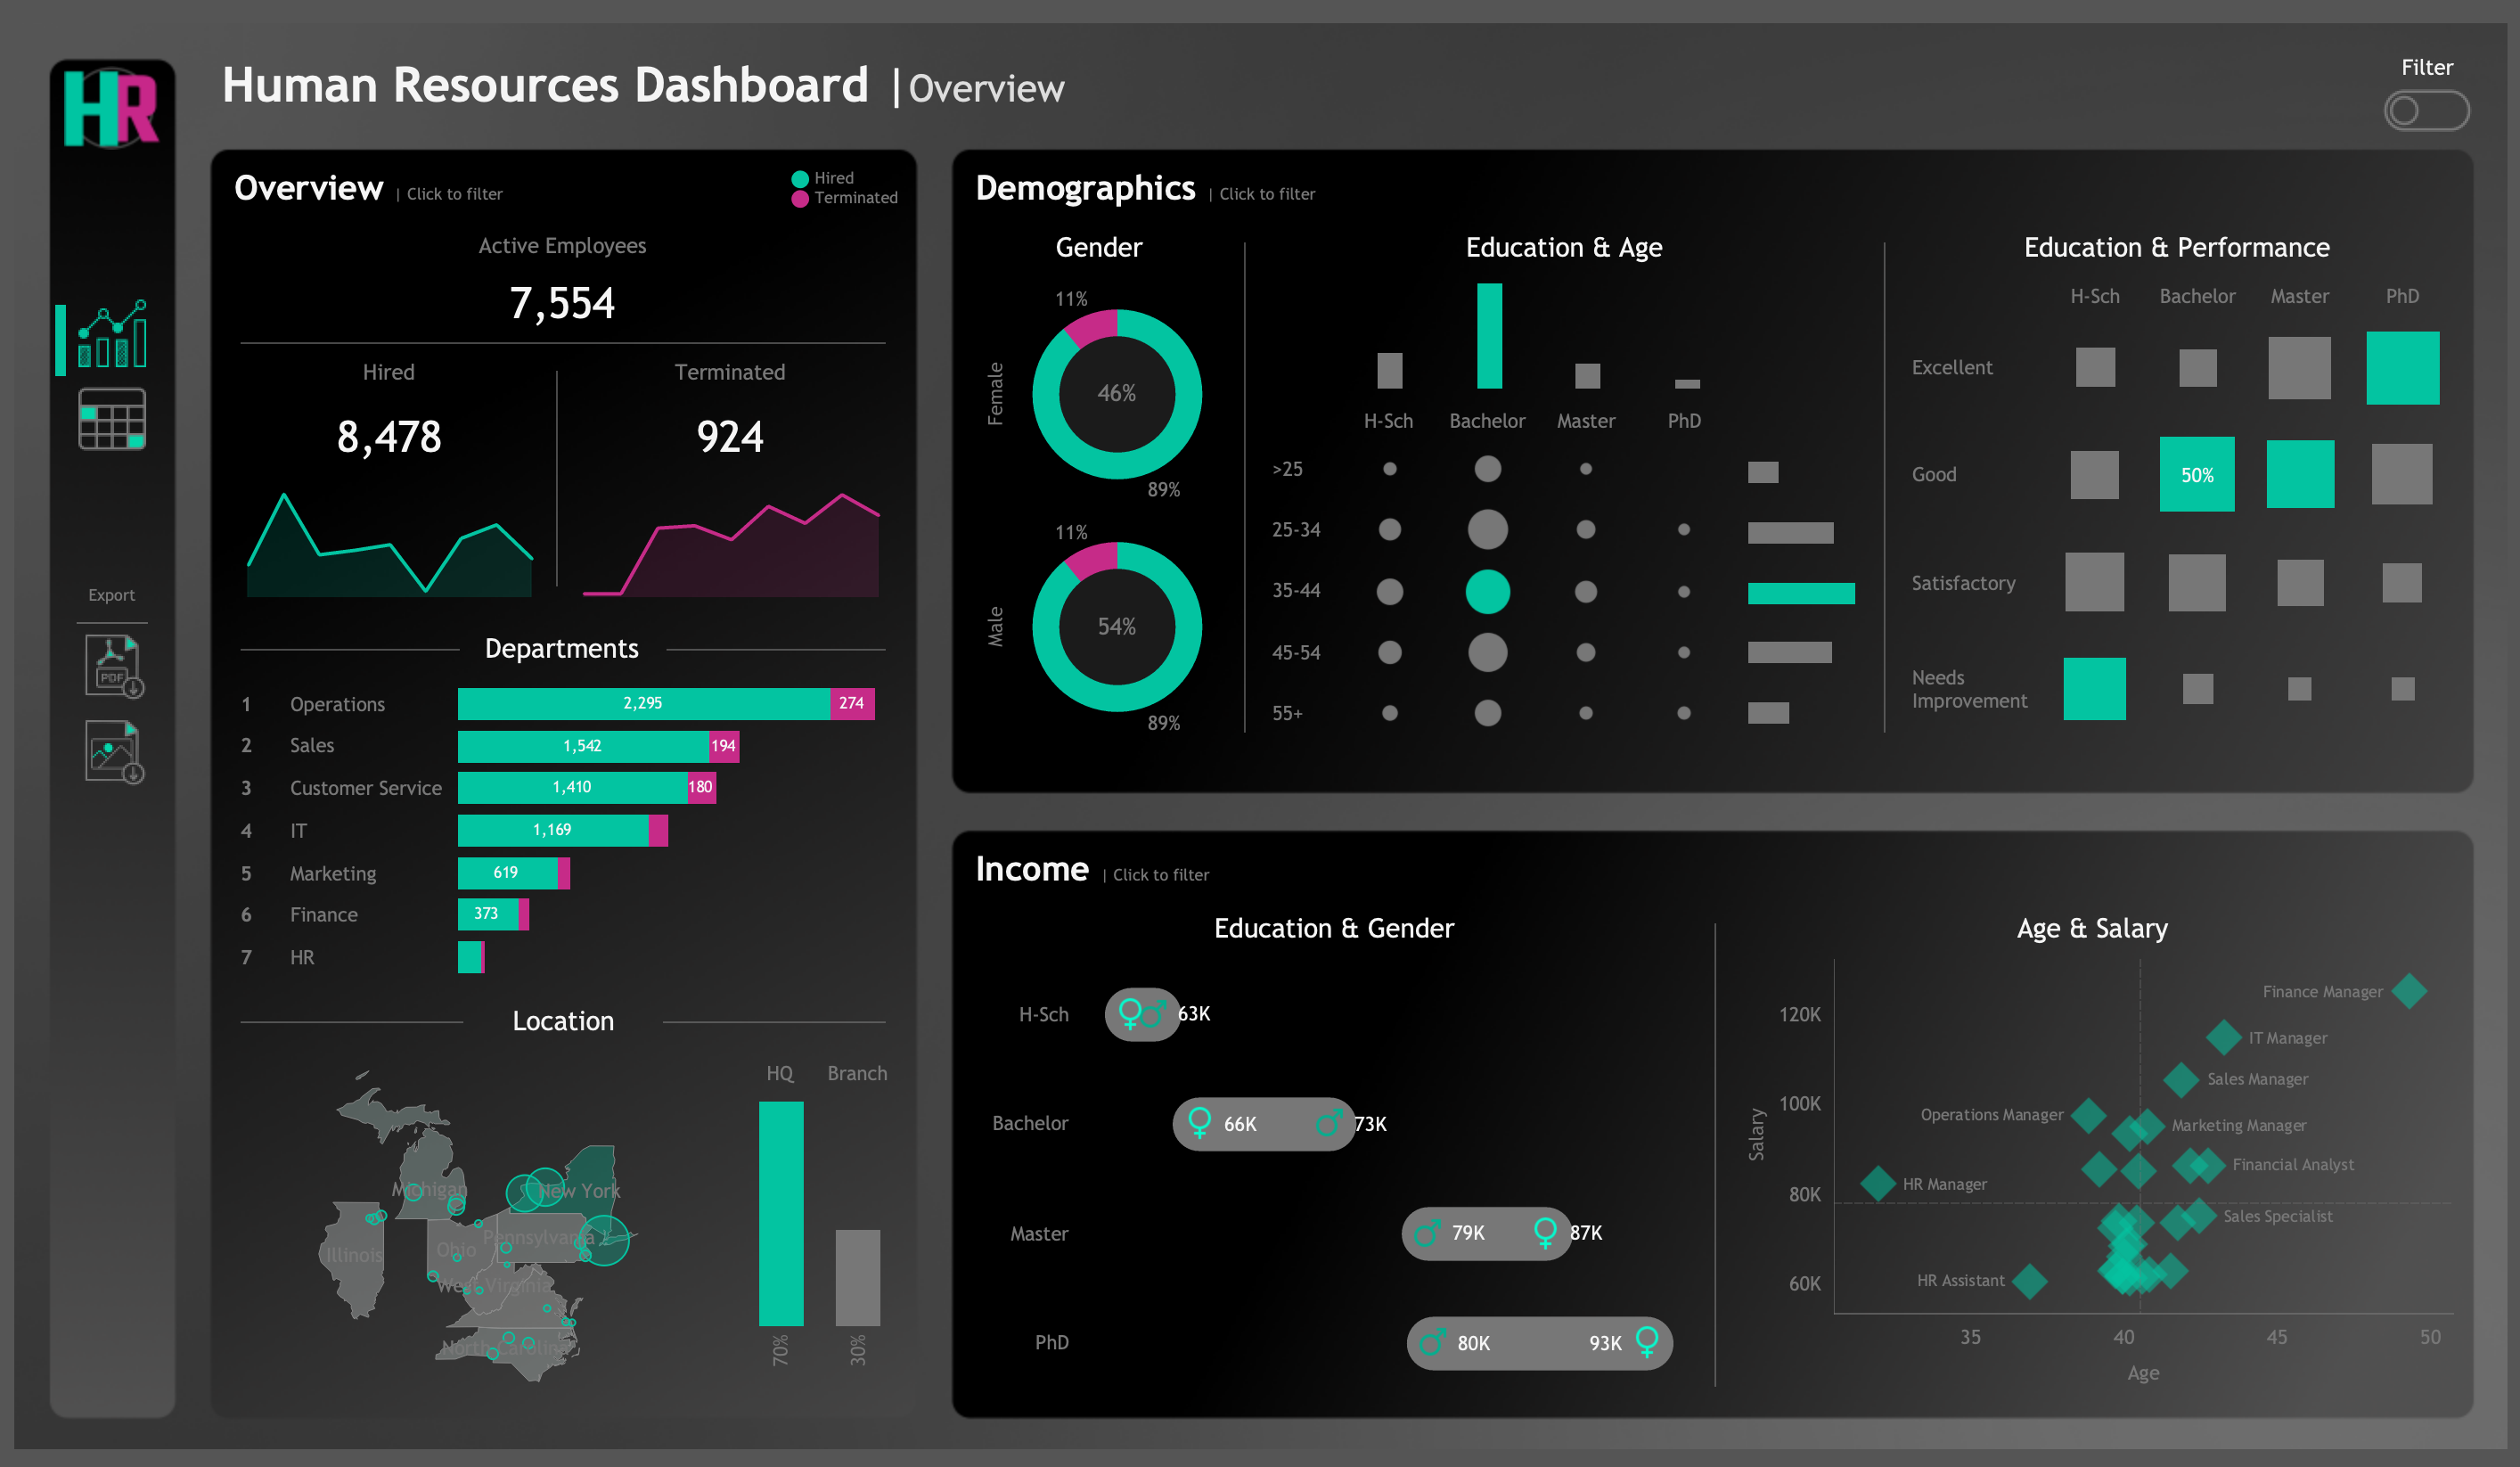 HR
Human Resources Dashboard | Overview
Filter
Export
PDF
Overview | Click to filter
Hired
Terminated
Active Employees
7,554
Hired
8,478
Terminated
924
Departments
1 Operations 2,295 274
2 Sales 1,542 194
3 Customer Service 1,410 180
4 IT 1,169
5 Marketing 619
6 Finance 373
7 HR
Location
Michigan
New York
Illinois
Ohio
Pennsylvania
West Virginia
North Carolina
HQ Branch
70% 30%
Demographics | Click to filter
Gender
Female
11%
46%
89%
Male
11%
54%
89%
Education & Age
H-Sch Bachelor Master PhD
>25
25-34
35-44
45-54
55+
Education & Performance
H-Sch Bachelor Master PhD
Excellent
Good 50%
Satisfactory
Needs
Improvement
Income | Click to filter
Education & Gender
H-Sch 63K
Bachelor 66K 73K
Master 79K 87K
PhD 80K 93K
Age & Salary
Salary
120K
100K
80K
60K
Finance Manager
IT Manager
Sales Manager
Operations Manager
Marketing Manager
Financial Analyst
HR Manager
Sales Specialist
HR Assistant
35 40 45 50
Age